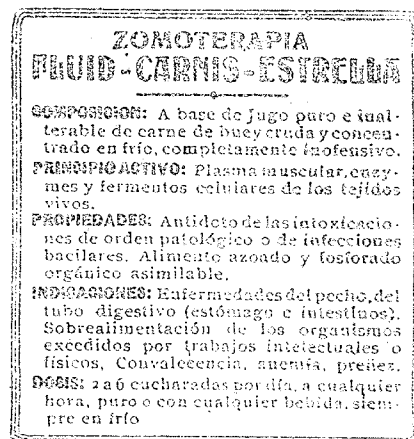 ZOMOTERAPIA
FLUID-CARNIS-ESTRELLA
COMPOSICION: A base de Jugo puro e inal-
terable de carne de buey cruda y concen-
trado en frío, completamente inofensivo.
PRINCIPIO ACTIVO: Plasma muscular, enzy-
mes y fermentos celulares de los tejidos
vivos.
PROPIEDADES: Antídoto de las intoxicacio-
nes de orden patológico o de infecciones
bacilares. Alimento azoado y fosforado
orgánico asimilable.
INDICACIONES: Enfermedades del pecho, del
tubo digestivo (estómago e intestinos).
Sobrealimentación de los organismos
excedidos por trabajos intelectuales o
físicos, Convalecencia, anemia, preñez.
DOSIS: 2 a 6 cucharadas por día, a cualquier
hora, puro o con cualquier bebida, siem-
pre en frío